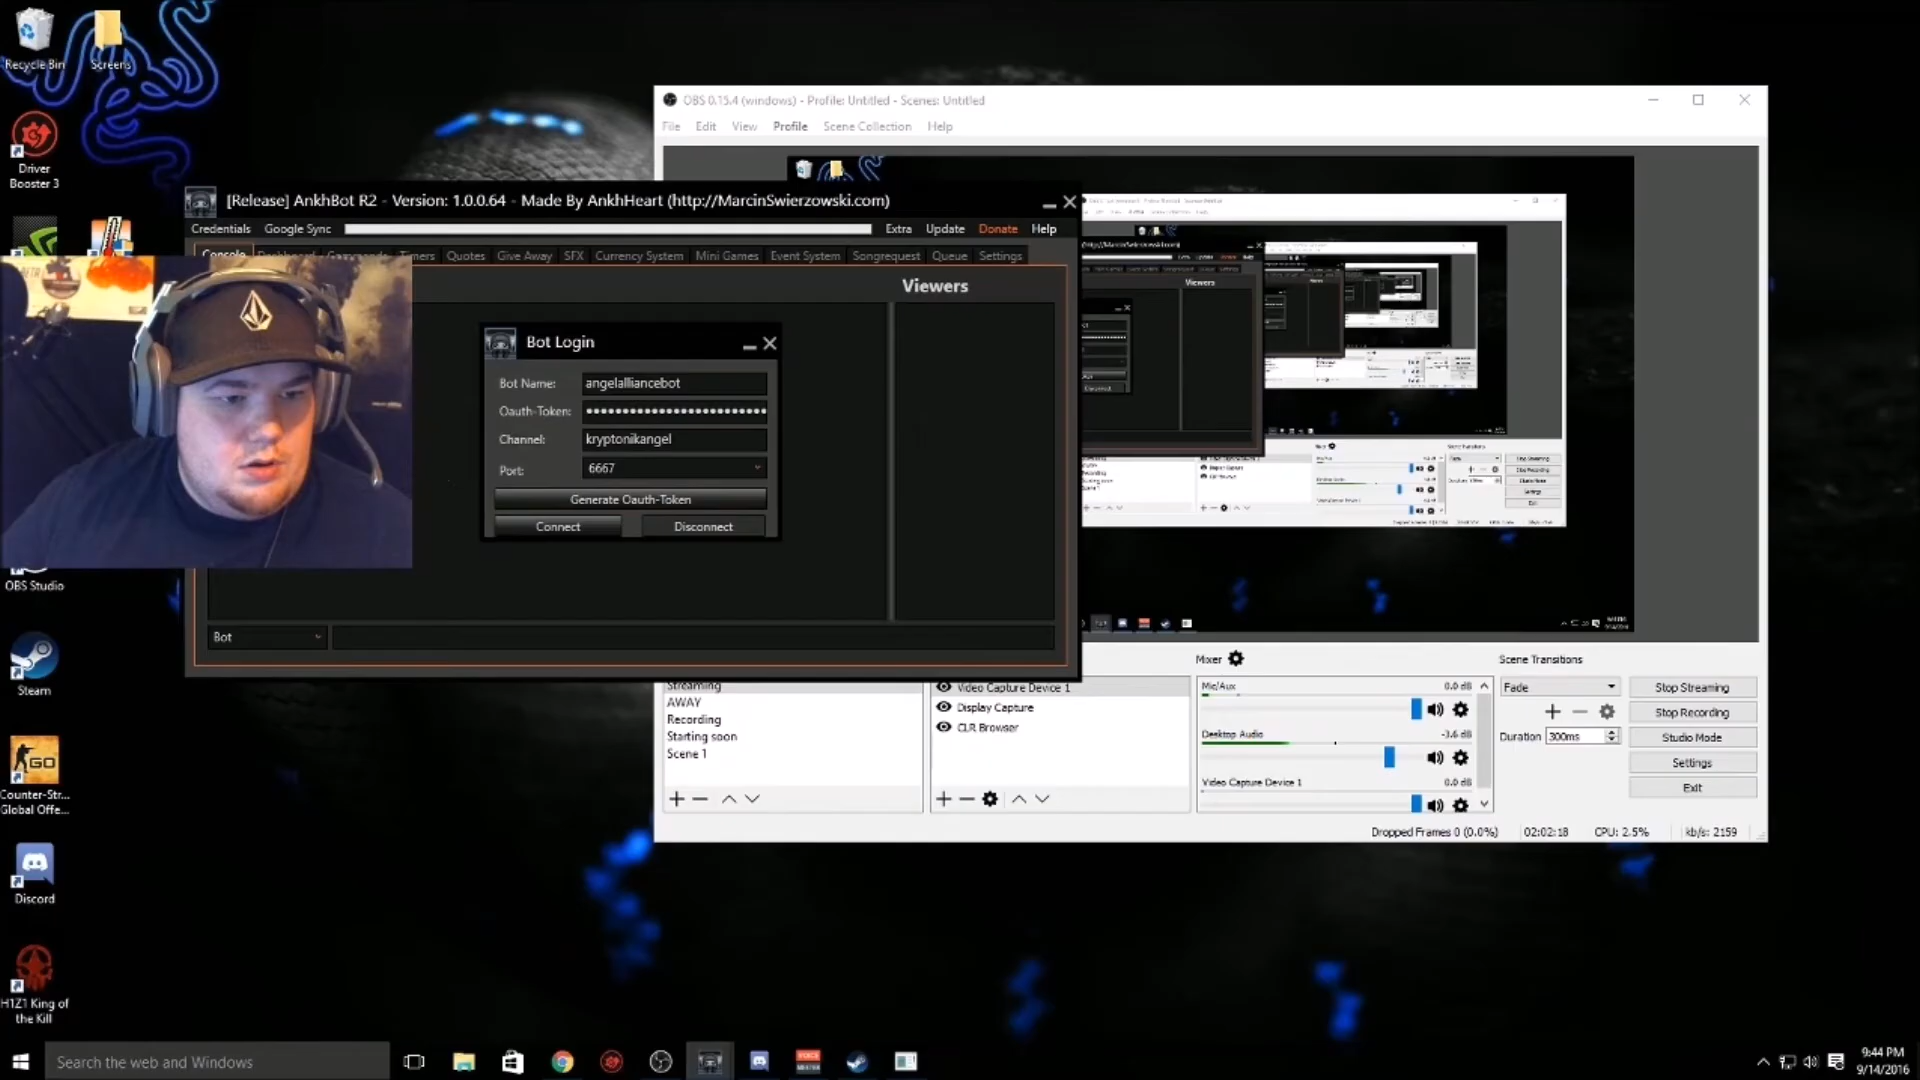 Recycle Bin
Screens
Driver
Booster 3
OBS Studio
Steam
Counter-Str...
Global Offe...
Discord
H1Z1 King of
the Kill
OBS 0.15.4 (windows) - Profile: Untitled - Scenes: Untitled
File Edit View Profile Scene Collection Help
[Release] AnkhBot R2 - Version: 1.0.0.64 - Made By AnkhHeart (http://MarcinSwierzowski.com)
Credentials Google Sync Extra Update Donate Help
Console Dashboard Commands Timers Quotes Give Away SFX Currency System Mini Games Event System Songrequest Queue Settings
Viewers
Bot Login
Bot Name: angelalliancebot
Oauth-Token:
Channel: kryptonikangel
Port: 6667
Generate Oauth-Token
Connect Disconnect
Bot
Viewers
Streaming
AWAY
Recording
Starting soon
Scene 1
Video Capture Device 1
Display Capture
CLR Browser
Mixer
Mic/Aux 0.0 dB
Desktop Audio -3.6 dB
Video Capture Device 1 0.0 dB
Scene Transitions
Fade
Duration 300ms
Stop Streaming
Stop Recording
Studio Mode
Settings
Exit
Dropped Frames 0 (0.0%) 02:02:18 CPU: 2.5% kb/s: 2159
Search the web and Windows
9:44 PM
9/14/2016